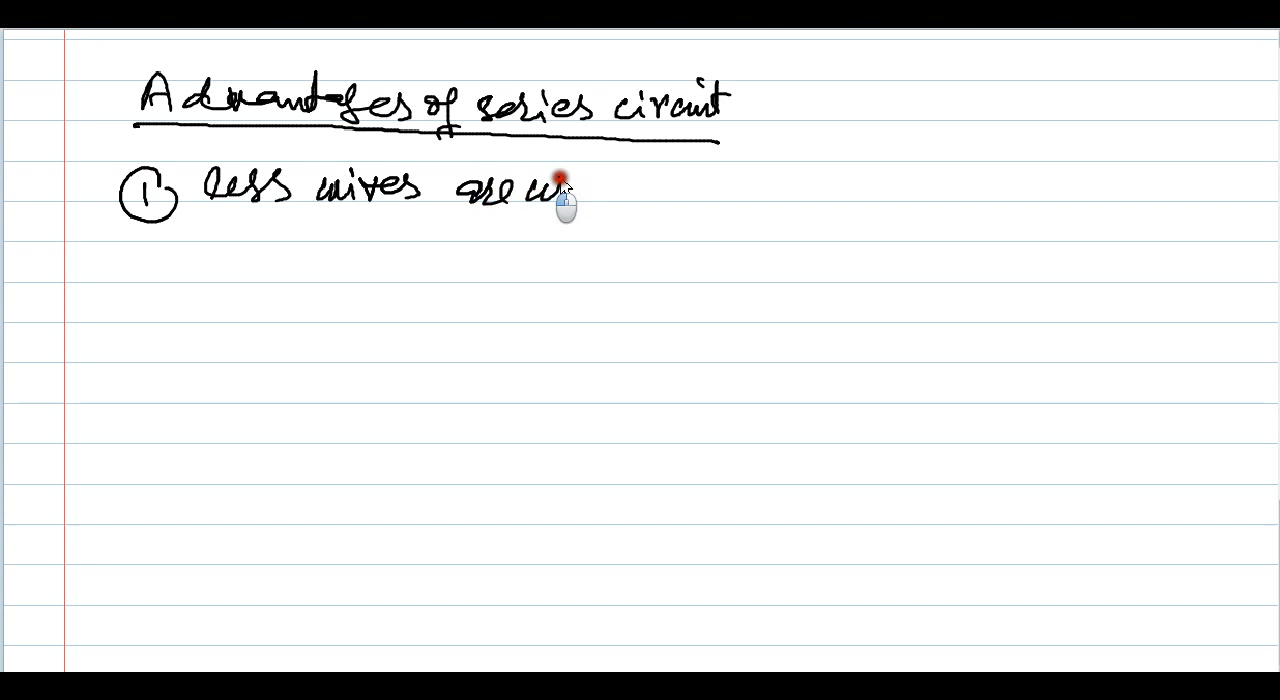 Advantages of series circuit
① less wires are